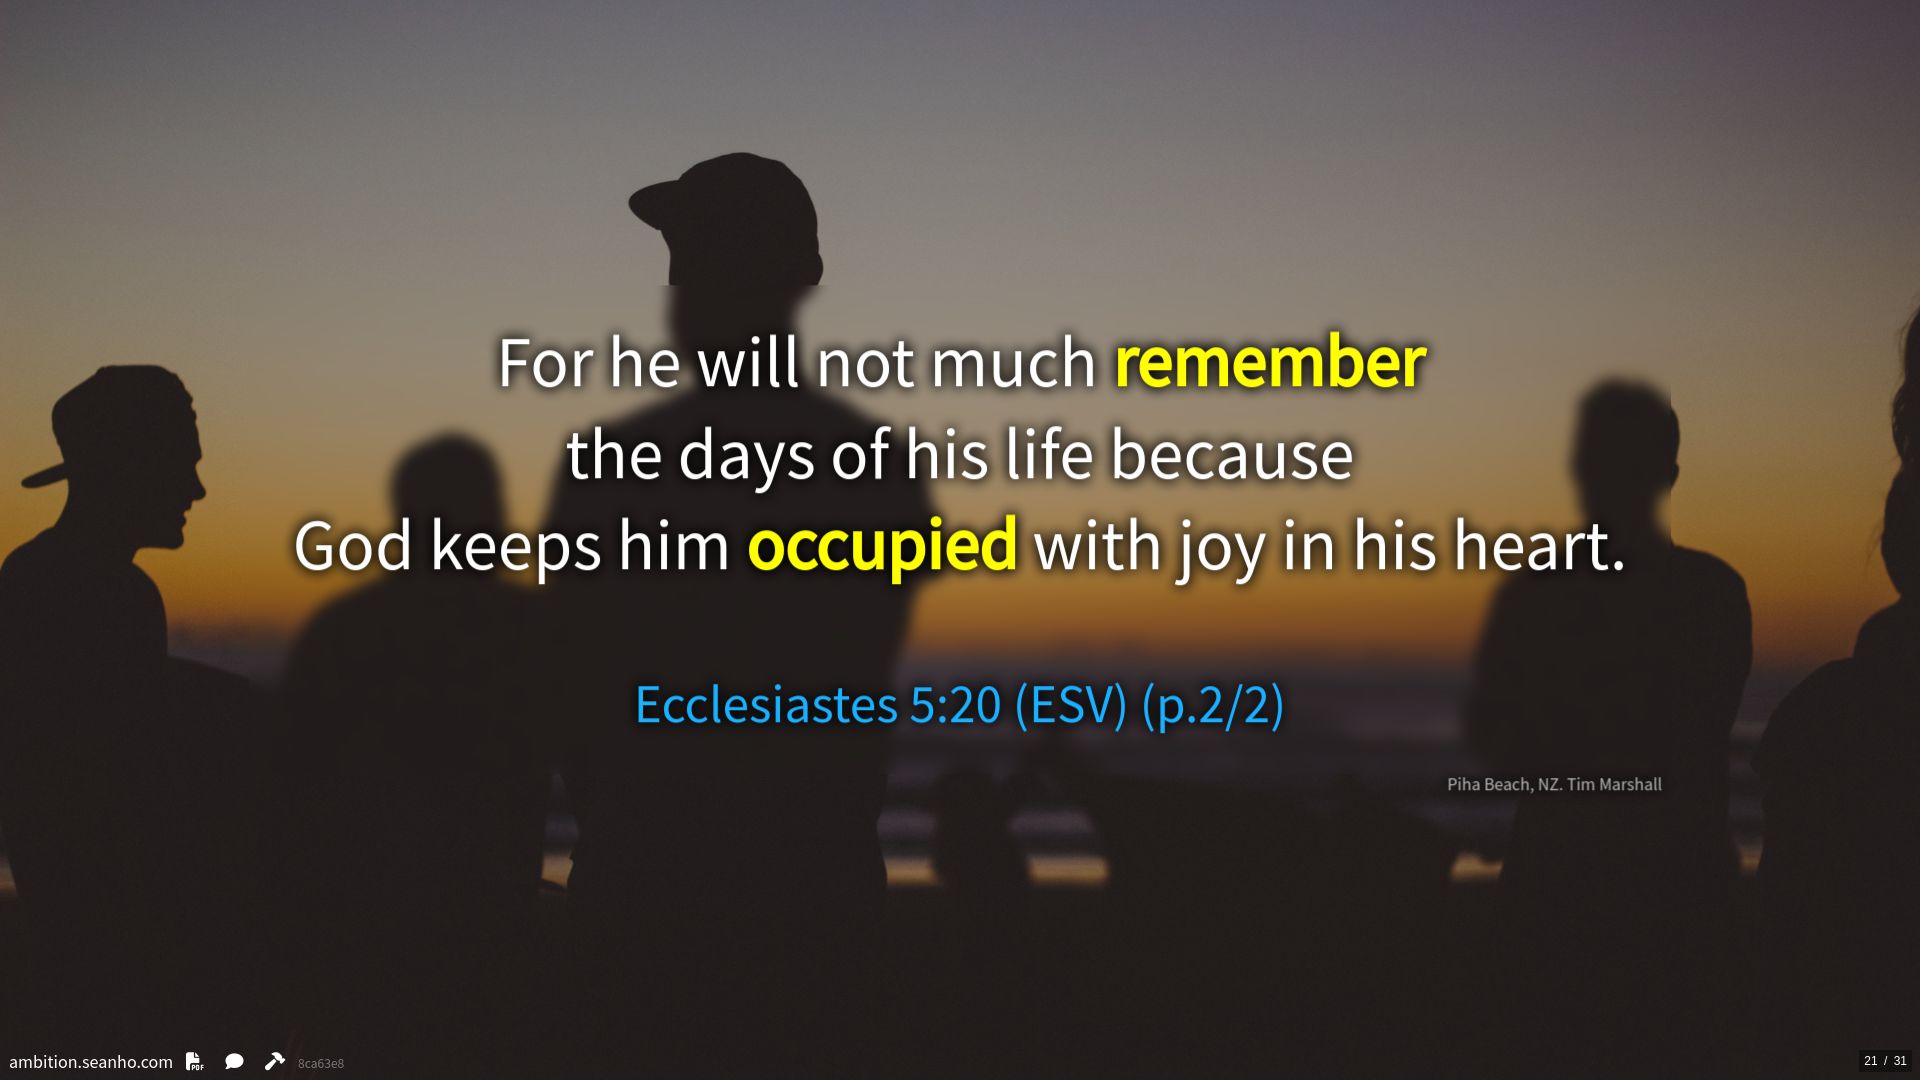 For he will not much remember
the days of his life because
God keeps him occupied with joy in his heart.
Ecclesiastes 5:20 (ESV) (p.2/2)
Piha Beach, NZ. Tim Marshall
ambition.seanho.com PDF 8ca63e8
21 / 31